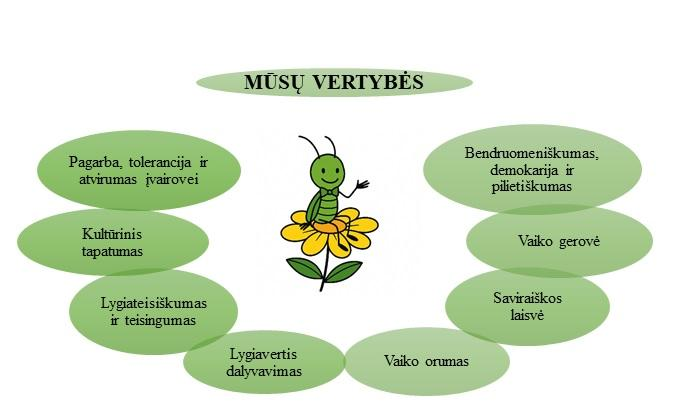 MŪSŲ VERTYBĖS
Pagarba, tolerancija ir
atvirumas įvairovei
Kultūrinis
tapatumas
Lygiateisiškumas
ir teisingumas
Lygiavertis
dalyvavimas
Vaiko orumas
Saviraiškos
laisvė
Vaiko gerovė
Bendruomeniškumas,
demokarija ir
pilietiškumas